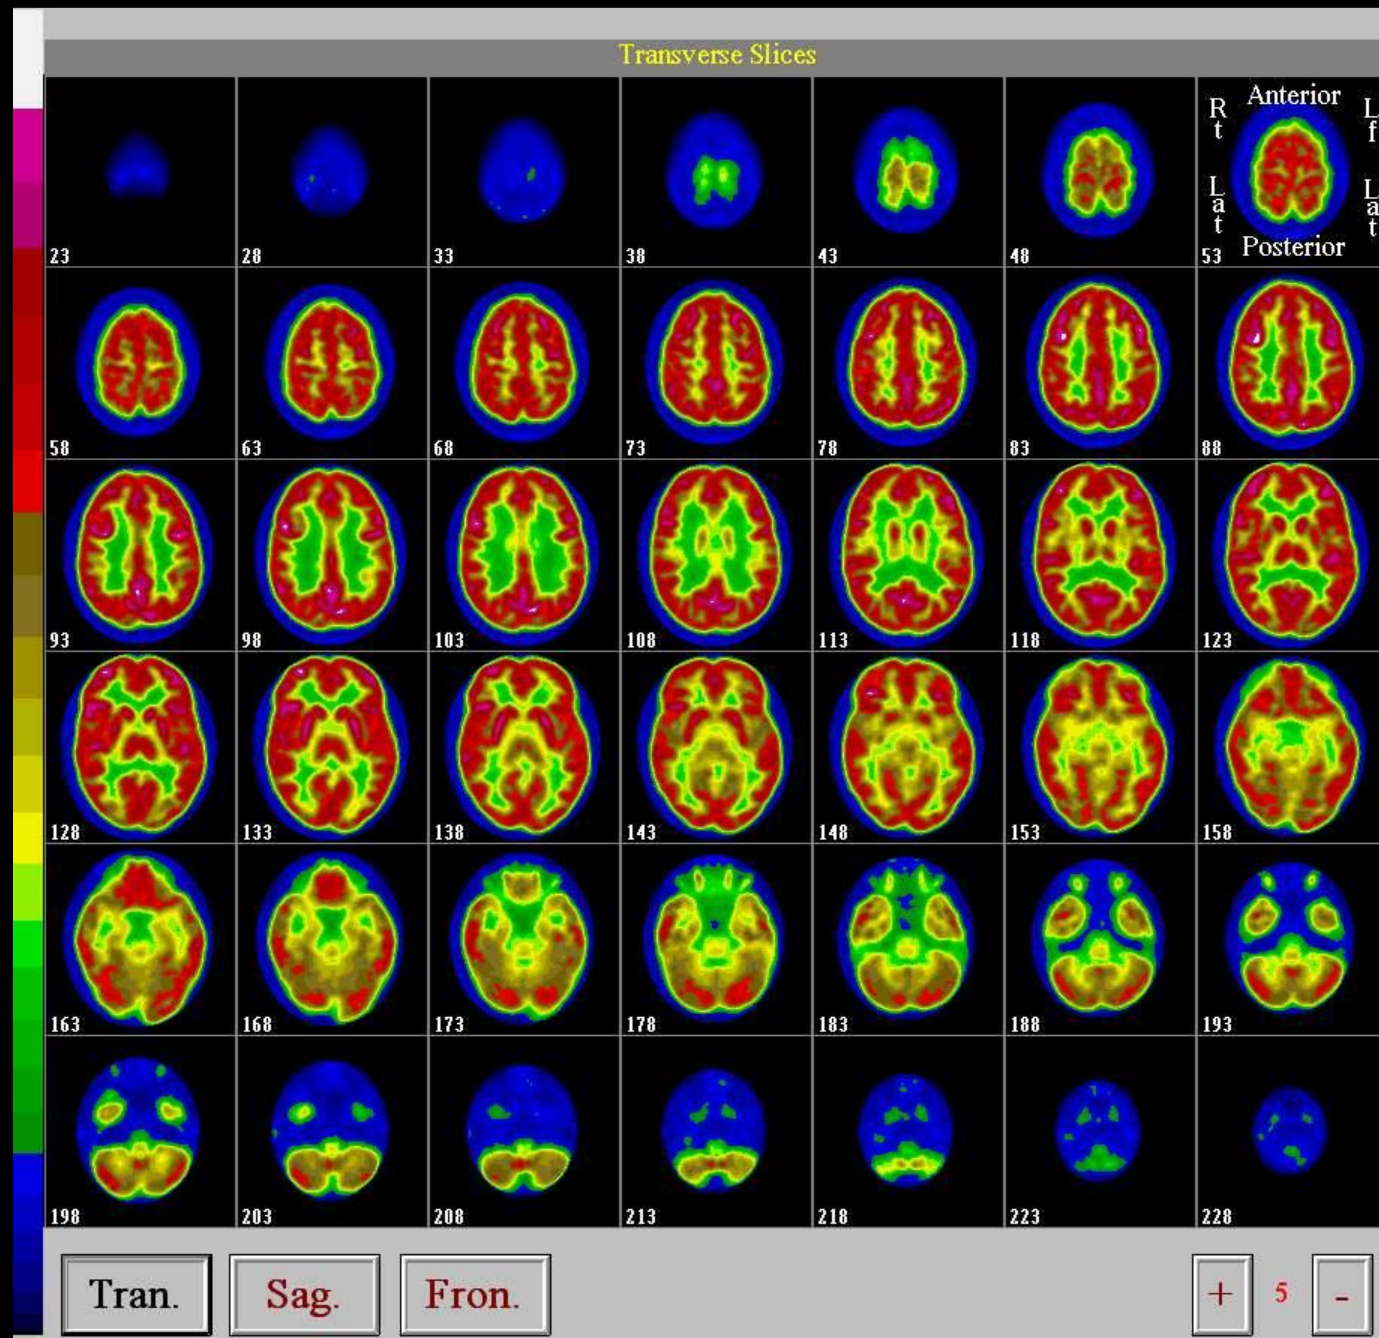 Transverse Slices
Rt Lat
Anterior
Lf Lat
Posterior
23 28 33 38 43 48 53
58 63 68 73 78 83 88
93 98 103 108 113 118 123
128 133 138 143 148 153 158
163 168 173 178 183 188 193
198 203 208 213 218 223 228
Tran. Sag. Fron. + 5 -